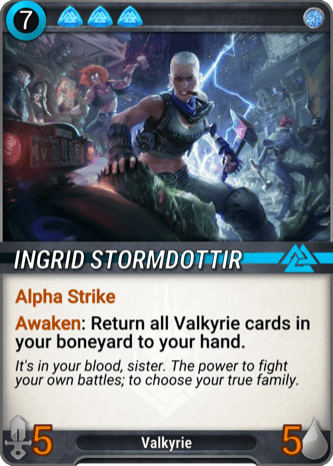 7
INGRID STORMDOTTIR
Alpha Strike
Awaken: Return all Valkyrie cards in
your boneyard to your hand.
It's in your blood, sister. The power to fight
your own battles; to choose your true family.
5
Valkyrie
5